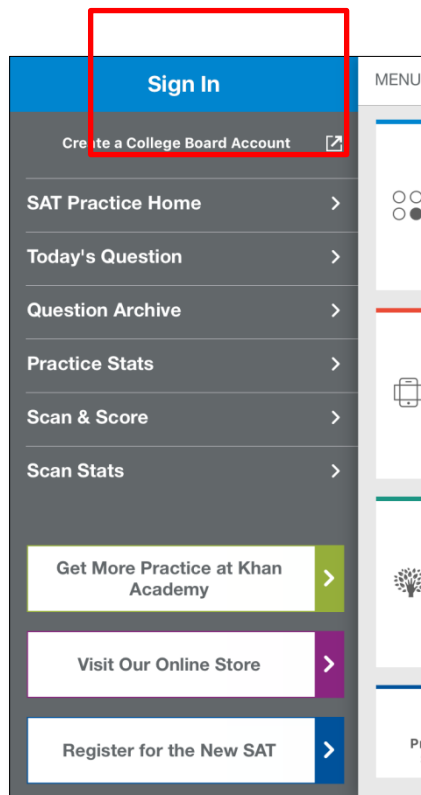 Sign In
MENU
Create a College Board Account
SAT Practice Home
Today's Question
Question Archive
Practice Stats
Scan & Score
Scan Stats
Get More Practice at Khan
Academy
Visit Our Online Store
Register for the New SAT